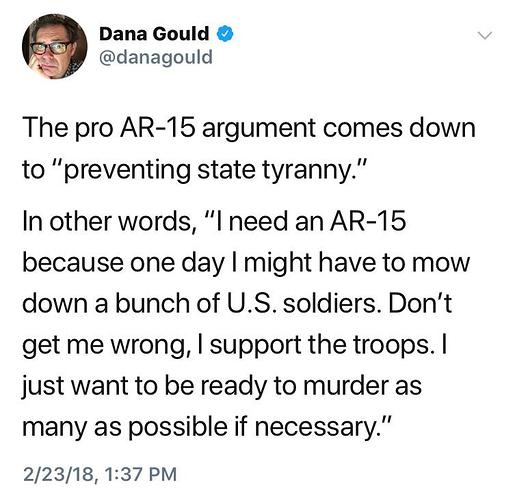 Dana Gould
@danagould
The pro AR-15 argument comes down
to “preventing state tyranny.”
In other words, “I need an AR-15
because one day I might have to mow
down a bunch of U.S. soldiers. Don’t
get me wrong, I support the troops. I
just want to be ready to murder as
many as possible if necessary.”
2/23/18, 1:37 PM